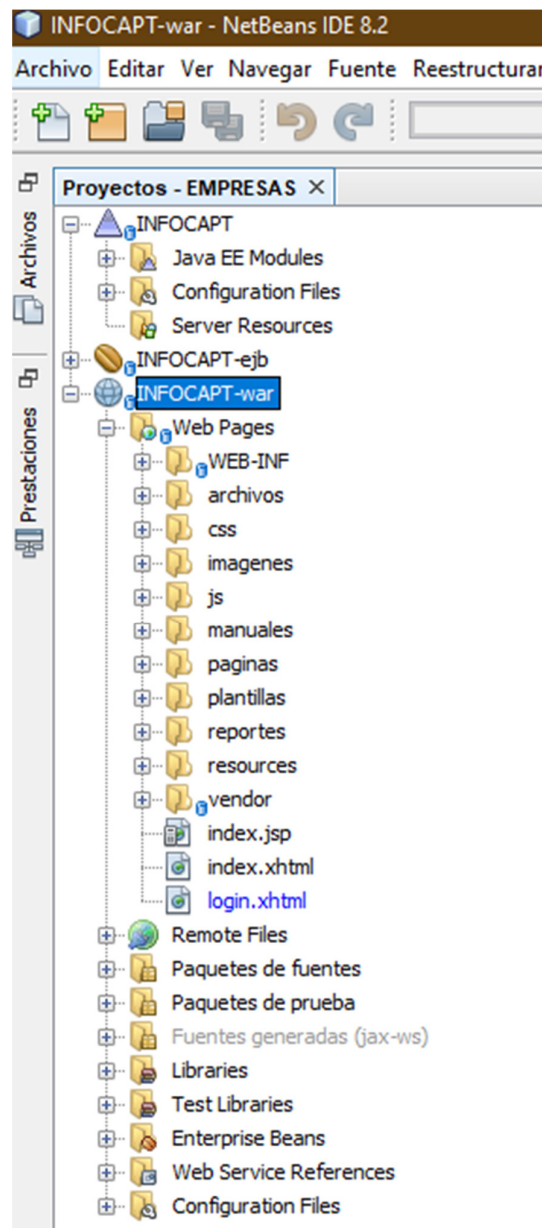 INFOCAPT-war - NetBeans IDE 8.2
Archivo Editar Ver Navegar Fuente Reestructurar
Proyectos - EMPRESAS ×
Archivos
Prestaciones
INFOCAPT
Java EE Modules
Configuration Files
Server Resources
INFOCAPT-ejb
INFOCAPT-war
Web Pages
WEB-INF
archivos
css
imagenes
js
manuales
paginas
plantillas
reportes
resources
vendor
index.jsp
index.xhtml
login.xhtml
Remote Files
Paquetes de fuentes
Paquetes de prueba
Fuentes generadas (jax-ws)
Libraries
Test Libraries
Enterprise Beans
Web Service References
Configuration Files